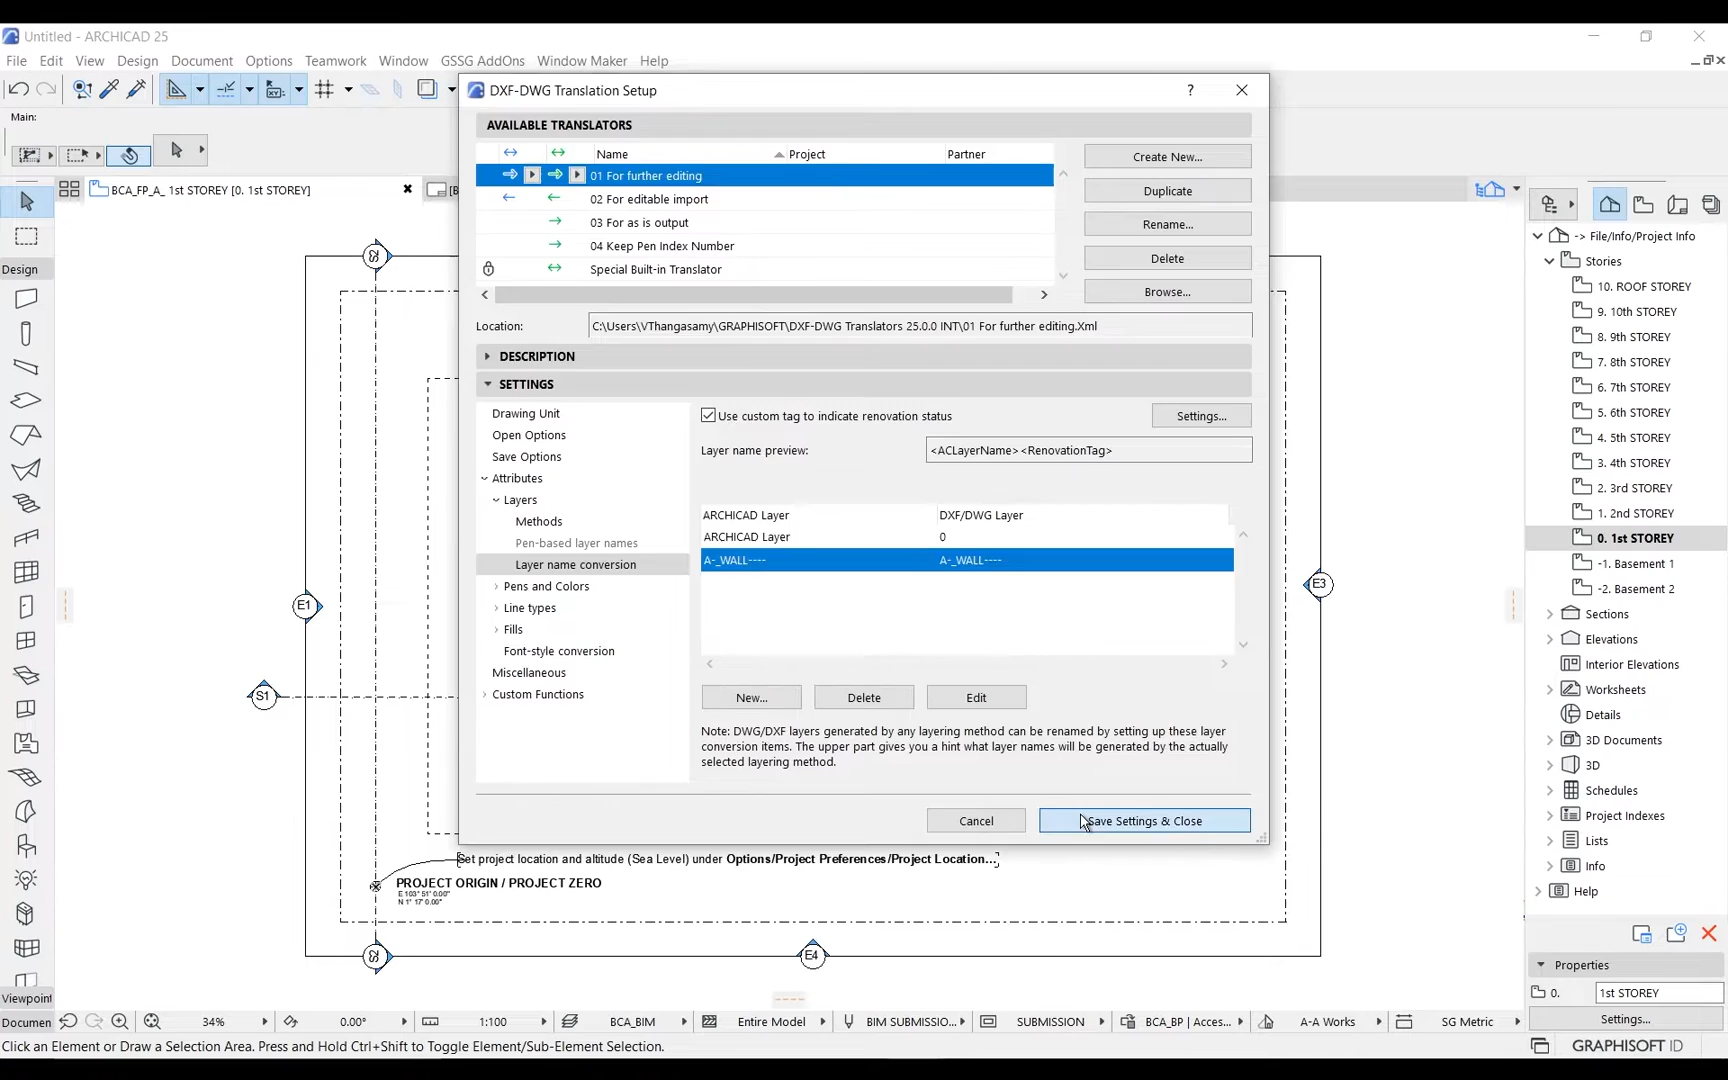 Untitled - ARCHICAD 25
File Edit View Design Options Document Options Teamwork Window GSSG AddOns Window Maker Help
Main:
BCA_FP_A_ 1st STOREY [0. 1st STOREY]
Design
E1
S1
E3
E4
DXF-DWG Translation Setup
?
AVAILABLE TRANSLATORS
Name Project Partner
01 For further editing
02 For editable import
03 For as is output
04 Keep Pen Index Number
Special Built-in Translator
Create New...
Duplicate
Rename...
Delete
Browse...
Location: C:\Users\VThangasamy\GRAPHISOFT\DXF-DWG Translators 25.0.0 INT\01 For further editing.Xml
DESCRIPTION
SETTINGS
Drawing Unit
Open Options
Save Options
Attributes
Layers
Methods
Pen-based layer names
Layer name conversion
Pens and Colors
Line types
Fills
Font-style conversion
Miscellaneous
Custom Functions
Use custom tag to indicate renovation status
Settings...
Layer name preview: <ACLayerName><RenovationTag>
ARCHICAD Layer DXF/DWG Layer
ARCHICAD Layer 0
A-_WALL---- A-_WALL----
New... Delete Edit
Note: DWG/DXF layers generated by any layering method can be renamed by setting up these layer
conversion items. The upper part gives you a hint what layer names will be generated by the actually
selected layering method.
Cancel Save Settings & Close
Set project location and altitude (Sea Level) under Options/Project Preferences/Project Location...
PROJECT ORIGIN / PROJECT ZERO
E 103° 51' 0.00"
N 1° 17' 0.00"
-> File/Info/Project Info
Stories
10. ROOF STOREY
9. 10th STOREY
8. 9th STOREY
7. 8th STOREY
6. 7th STOREY
5. 6th STOREY
4. 5th STOREY
3. 4th STOREY
2. 3rd STOREY
1. 2nd STOREY
0. 1st STOREY
-1. Basement 1
-2. Basement 2
Sections
Elevations
Interior Elevations
Worksheets
Details
3D Documents
3D
Schedules
Project Indexes
Lists
Info
Help
Properties
0. 1st STOREY
Settings...
Viewpoint
Documen
34% 0.00° 1:100 BCA_BIM Entire Model BIM SUBMISSIO... SUBMISSION BCA_BP | Acces... A-A Works SG Metric
Click an Element or Draw a Selection Area. Press and Hold Ctrl+Shift to Toggle Element/Sub-Element Selection.
GRAPHISOFT ID